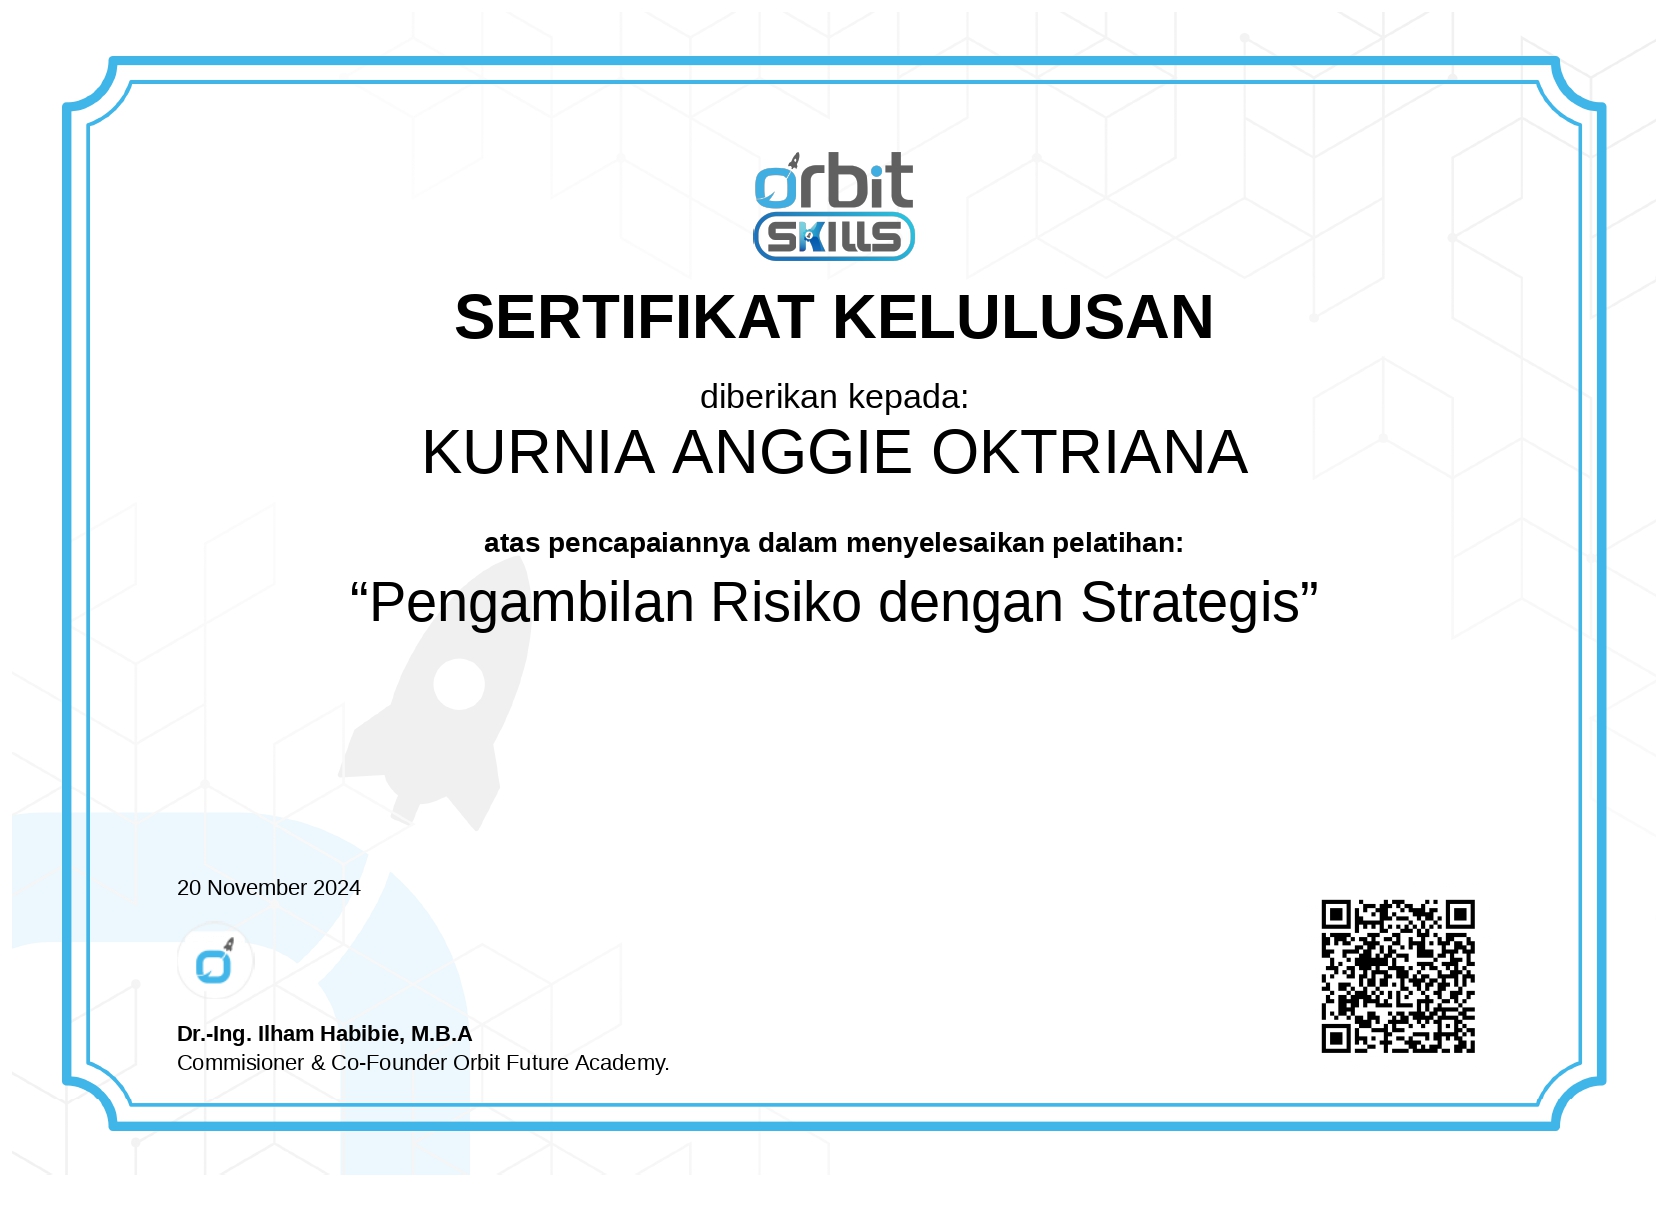 orbit
SKILLS
SERTIFIKAT KELULUSAN
diberikan kepada:
KURNIA ANGGIE OKTRIANA
atas pencapaiannya dalam menyelesaikan pelatihan:
“Pengambilan Risiko dengan Strategis”
20 November 2024
Dr.-Ing. Ilham Habibie, M.B.A
Commisioner & Co-Founder Orbit Future Academy.